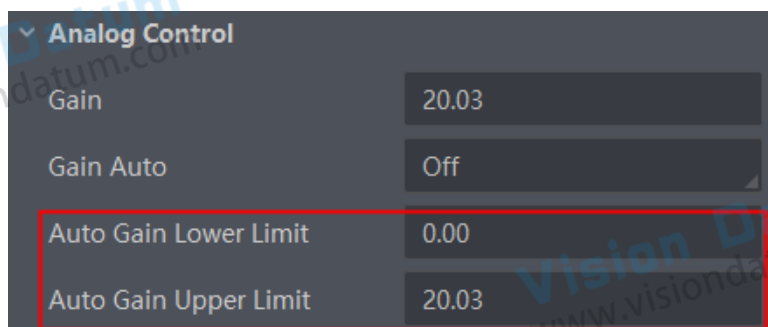 Analog Control
Gain 20.03
Gain Auto Off
Auto Gain Lower Limit 0.00
Auto Gain Upper Limit 20.03